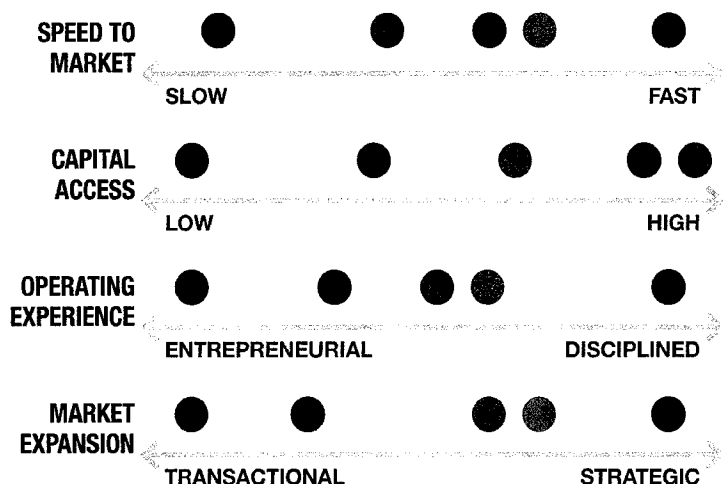 SPEED TO
MARKET
SLOW
FAST
CAPITAL
ACCESS
LOW
HIGH
OPERATING
EXPERIENCE
ENTREPRENEURIAL
DISCIPLINED
MARKET
EXPANSION
TRANSACTIONAL
STRATEGIC